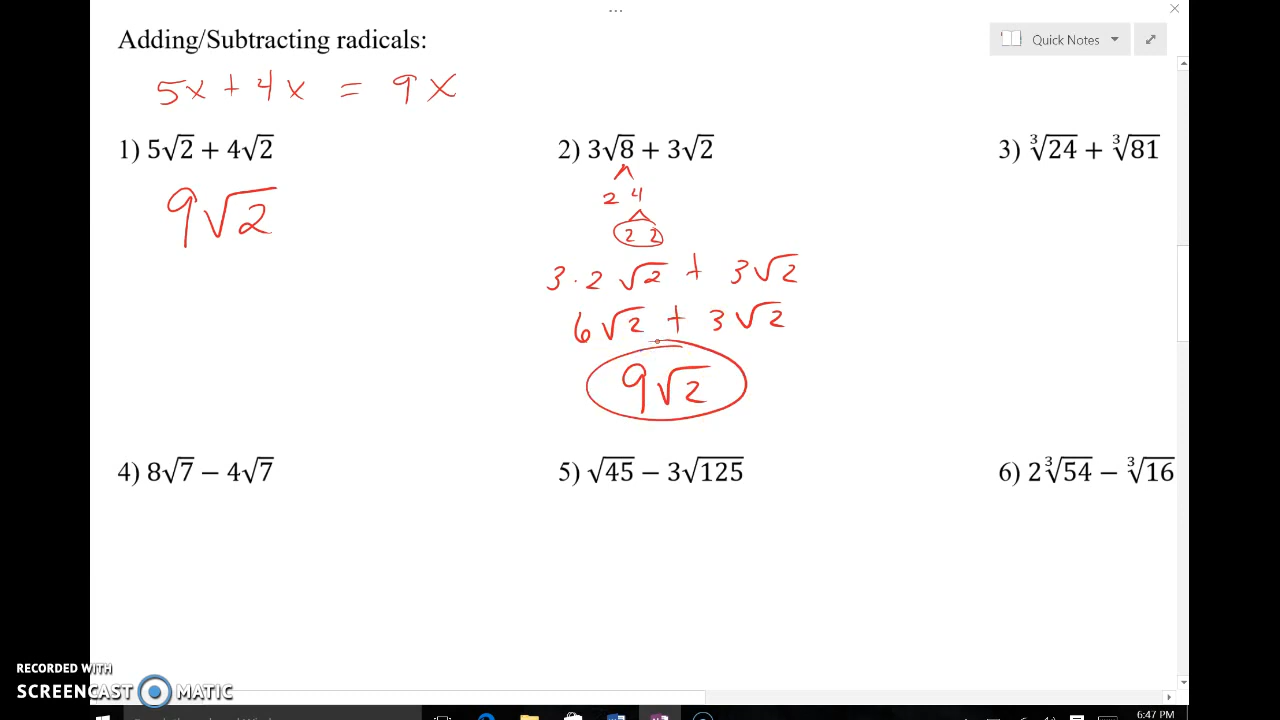 Adding/Subtracting radicals:
Quick Notes
5x + 4x = 9x
1) 5√2 + 4√2
2) 3√8 + 3√2
3) ∛24 + ∛81
9√2
2 4
2 2
3·2√2 + 3√2
6√2 + 3√2
9√2
4) 8√7 − 4√7
5) √45 − 3√125
6) 2∛54 − ∛16
RECORDED WITH
SCREENCAST MATIC
6:47 PM